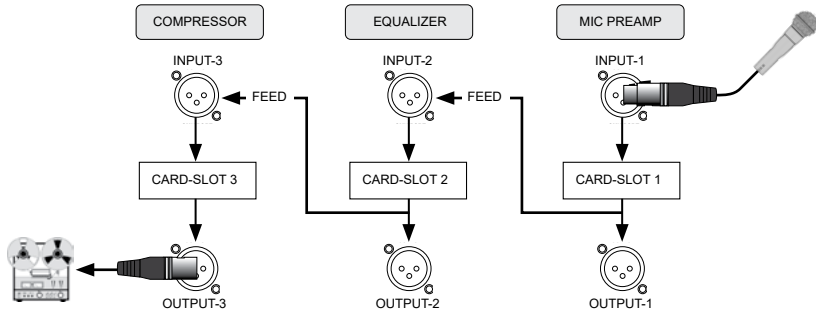 COMPRESSOR
EQUALIZER
MIC PREAMP
INPUT-3
INPUT-2
INPUT-1
FEED
FEED
CARD-SLOT 3
CARD-SLOT 2
CARD-SLOT 1
OUTPUT-3
OUTPUT-2
OUTPUT-1